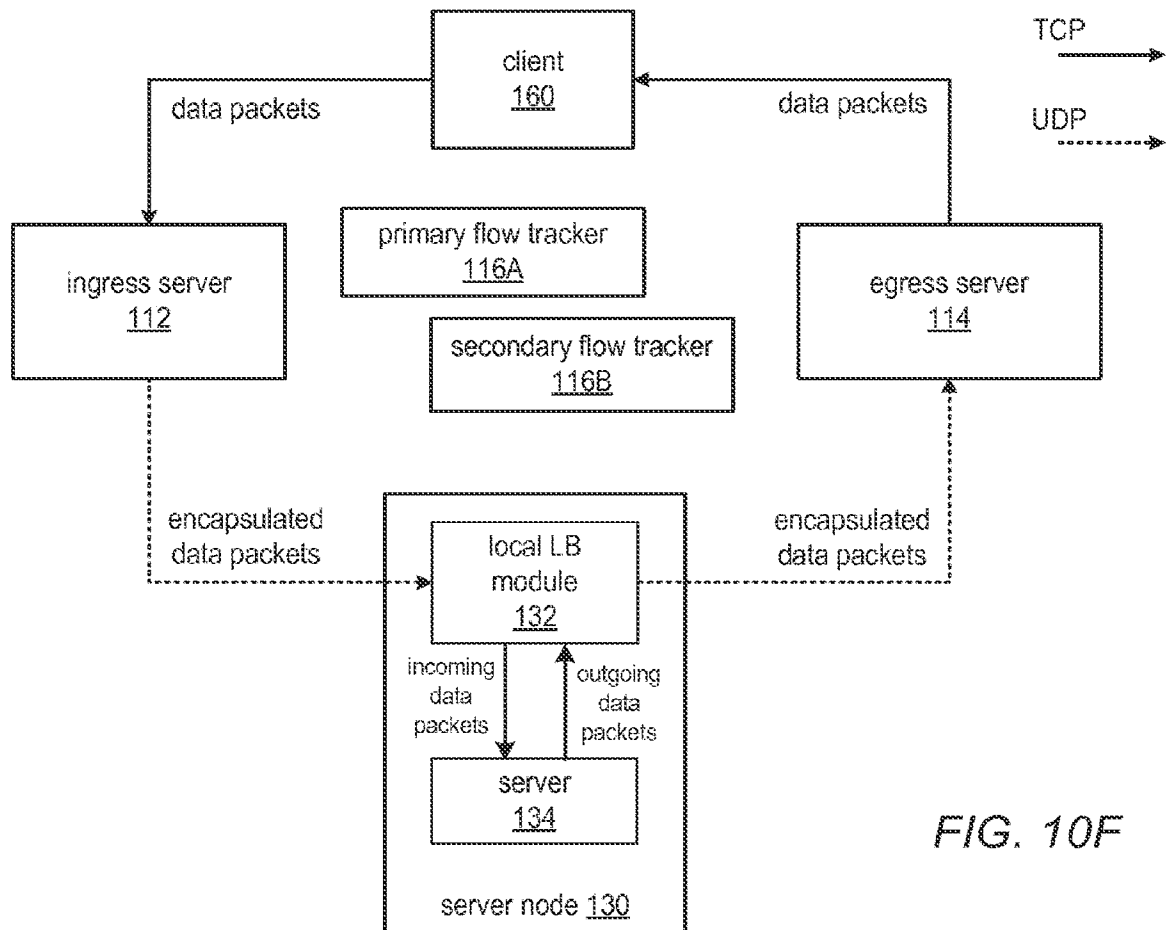 TCP
UDP
client
160
data packets
data packets
primary flow tracker
116A
ingress server
112
egress server
114
secondary flow tracker
116B
encapsulated
data packets
encapsulated
data packets
local LB
module
132
incoming
data
packets
outgoing
data
packets
server
134
FIG. 10F
server node 130